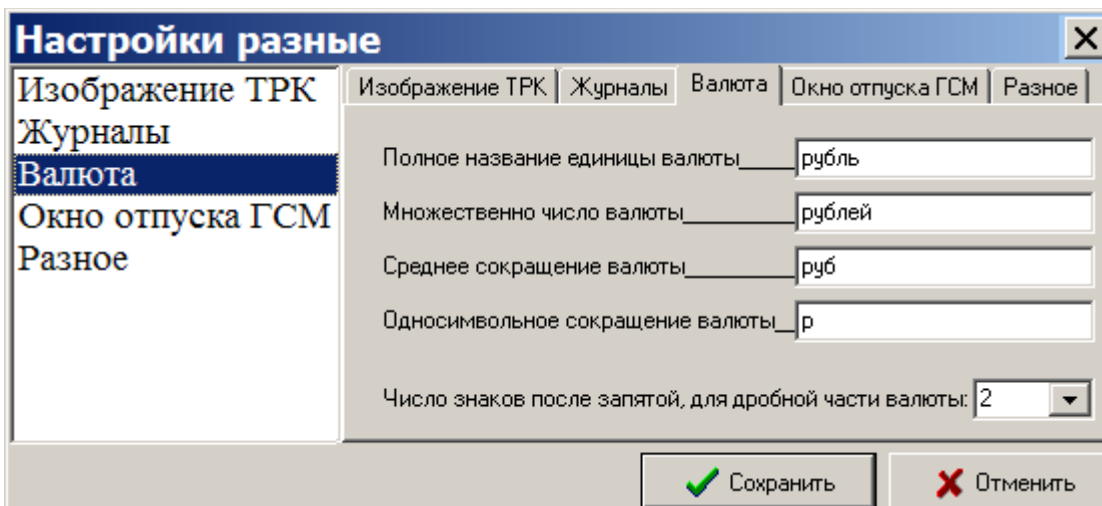 Настройки разные
Изображение ТРК
Журналы
Валюта
Окно отпуска ГСМ
Разное
Изображение ТРК Журналы Валюта Окно отпуска ГСМ Разное
Полное название единицы валюты_____ рубль
Множественно число валюты__________ рублей
Среднее сокращение валюты__________ руб
Односимвольное сокращение валюты__ р
Число знаков после запятой, для дробной части валюты: 2
Сохранить Отменить